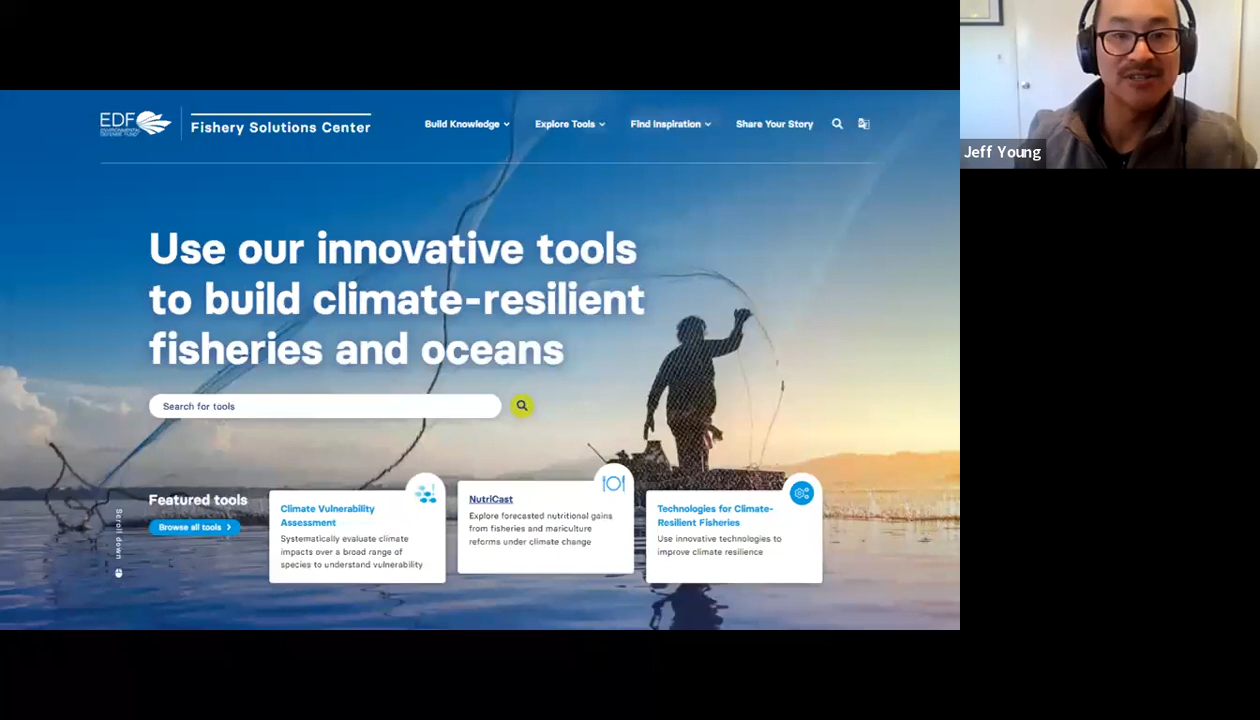 EDF
ENVIRONMENTAL
DEFENSE FUND
Fishery Solutions Center
Build Knowledge
Explore Tools
Find Inspiration
Share Your Story
Jeff Young
Use our innovative tools
to build climate-resilient
fisheries and oceans
Search for tools
Featured tools
Browse all tools
Scroll down
Climate Vulnerability
Assessment
Systematically evaluate climate
impacts over a broad range of
species to understand vulnerability
NutriCast
Explore forecasted nutritional gains
from fisheries and mariculture
reforms under climate change
Technologies for Climate-
Resilient Fisheries
Use innovative technologies to
improve climate resilience